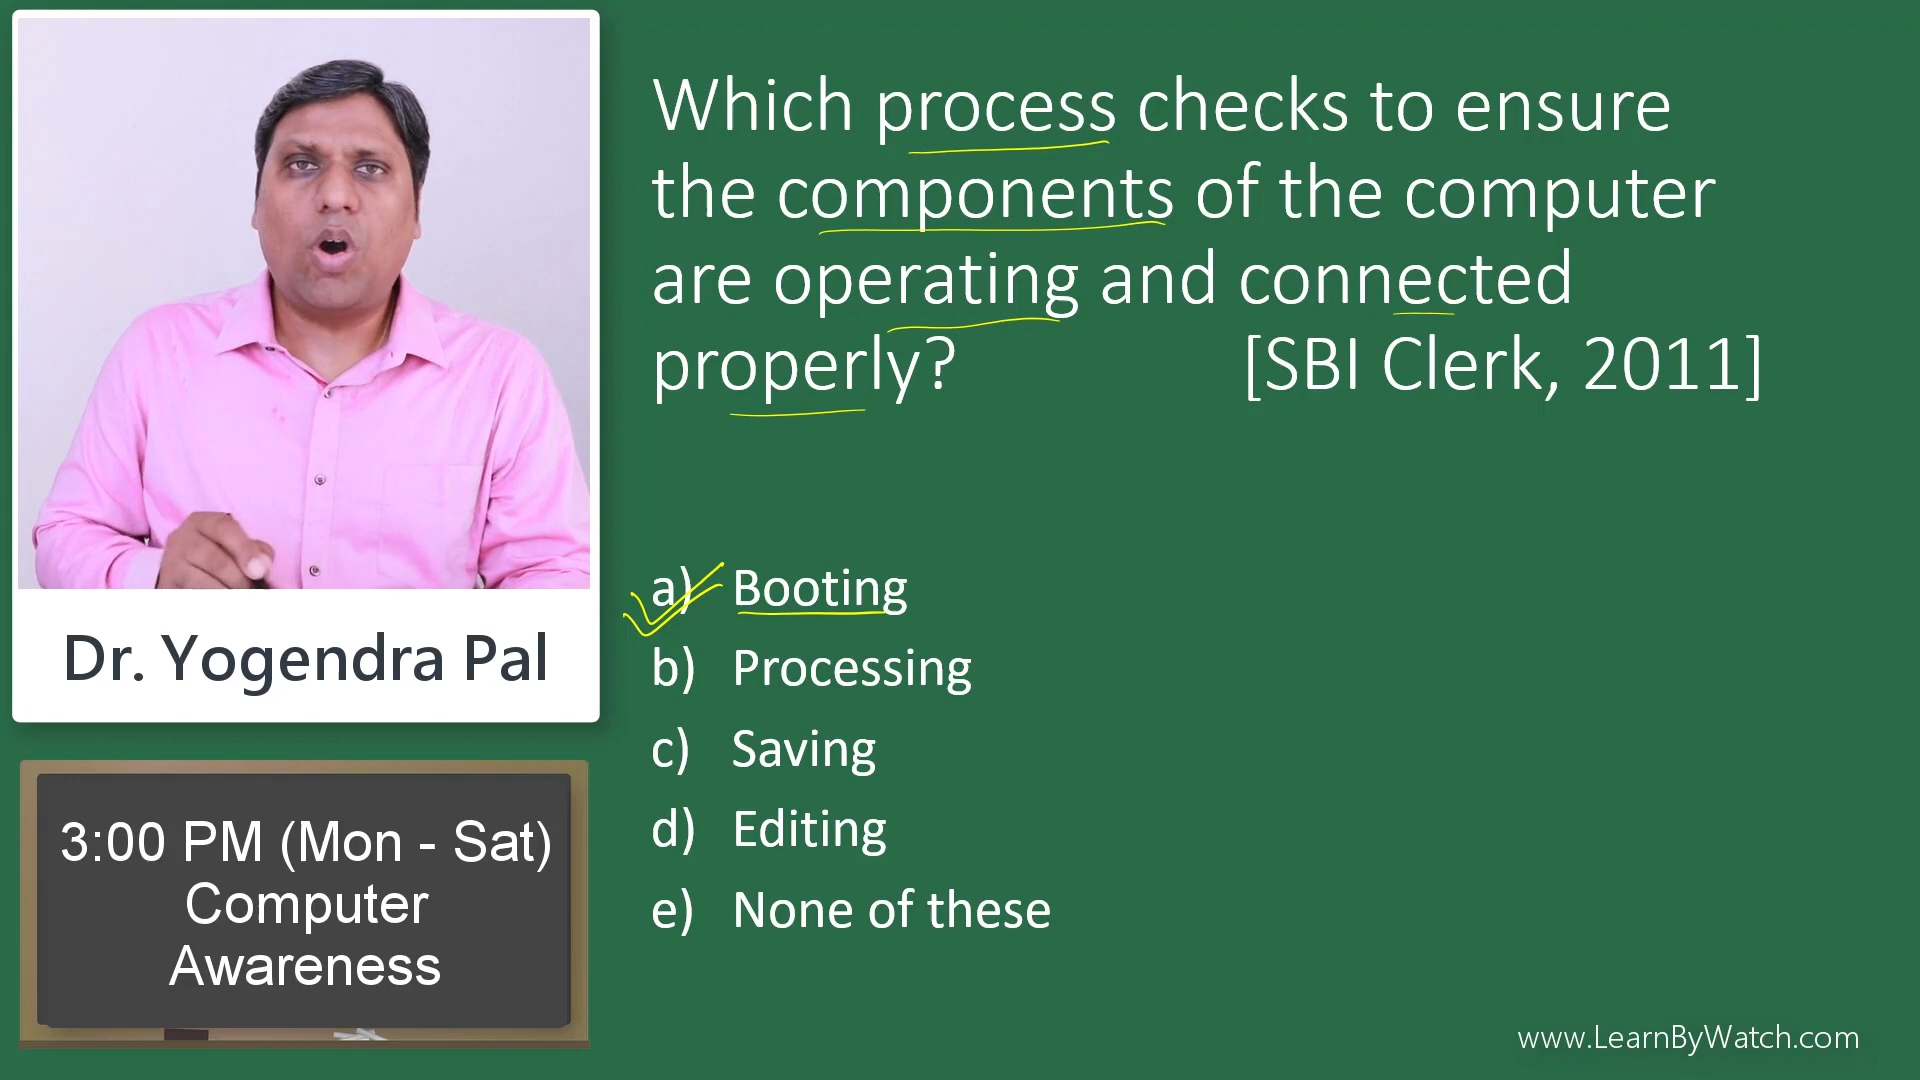 Which process checks to ensure
the components of the computer
are operating and connected
properly? [SBI Clerk, 2011]
a) Booting
b) Processing
c) Saving
d) Editing
e) None of these
Dr. Yogendra Pal
3:00 PM (Mon - Sat)
Computer
Awareness
www.LearnByWatch.com